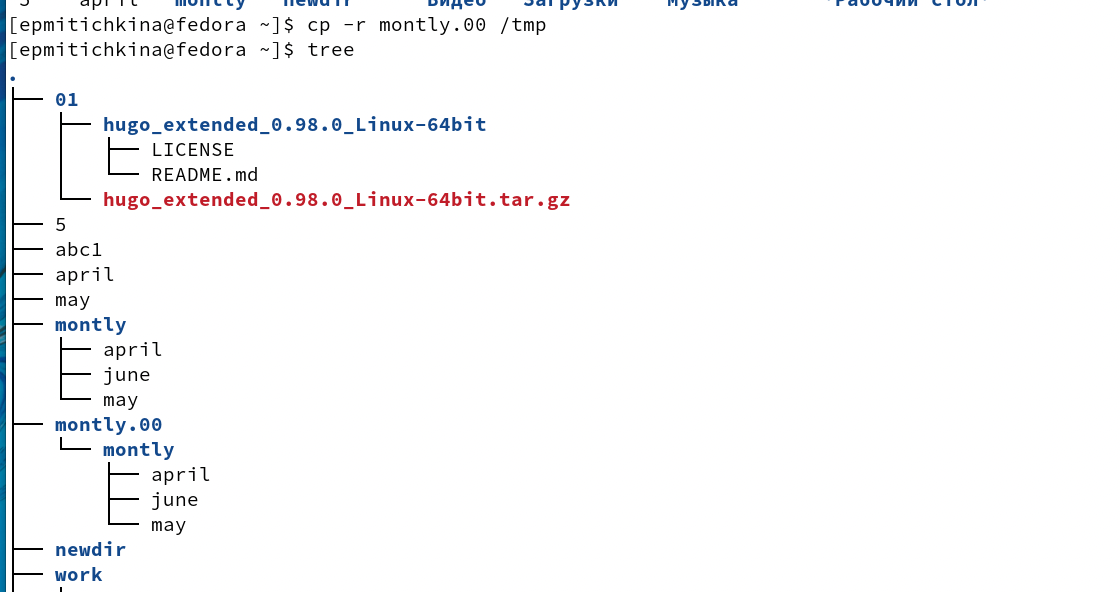 5 april montly newdir Видео Загрузки Музыка 'Рабочий стол'
[epmitichkina@fedora ~]$ cp -r montly.00 /tmp
[epmitichkina@fedora ~]$ tree
.
├── 01
│   ├── hugo_extended_0.98.0_Linux-64bit
│   │   ├── LICENSE
│   │   └── README.md
│   └── hugo_extended_0.98.0_Linux-64bit.tar.gz
├── 5
├── abc1
├── april
├── may
├── montly
│   ├── april
│   ├── june
│   └── may
├── montly.00
│   └── montly
│       ├── april
│       ├── june
│       └── may
├── newdir
├── work